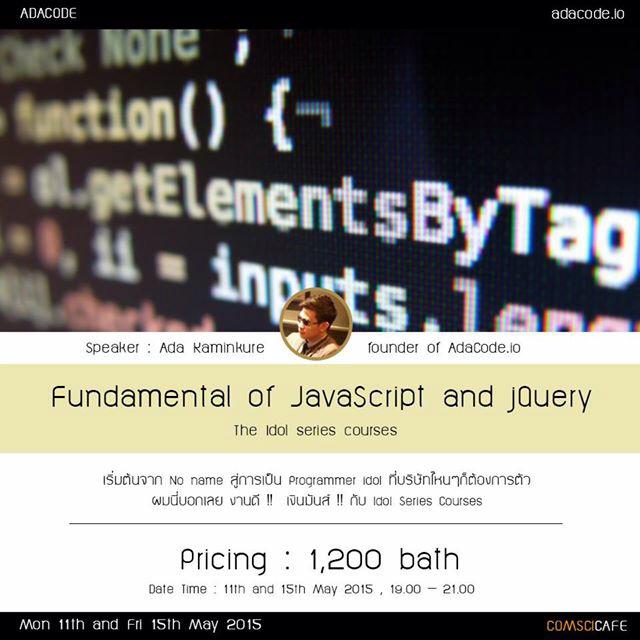 ADACODE
adacode.io
Check None ;
function() {
= el.getElementsByTag
ii = inputs.leng
checked
Speaker : Ada Kaminkure
founder of AdaCode.io
Fundamental of JavaScript and jQuery
The Idol series courses
เริ่มต้นจาก No name สู่การเป็น Programmer idol ที่บริษัทไหนๆก็ต้องการตัว
ผมนี่บอกเลย งานดี !! เงินมันส์ !! กับ Idol Series Courses
Pricing : 1,200 bath
Date Time : 11th and 15th May 2015 , 19.00 - 21.00
Mon 11th and Fri 15th May 2015
COMSCICAFE